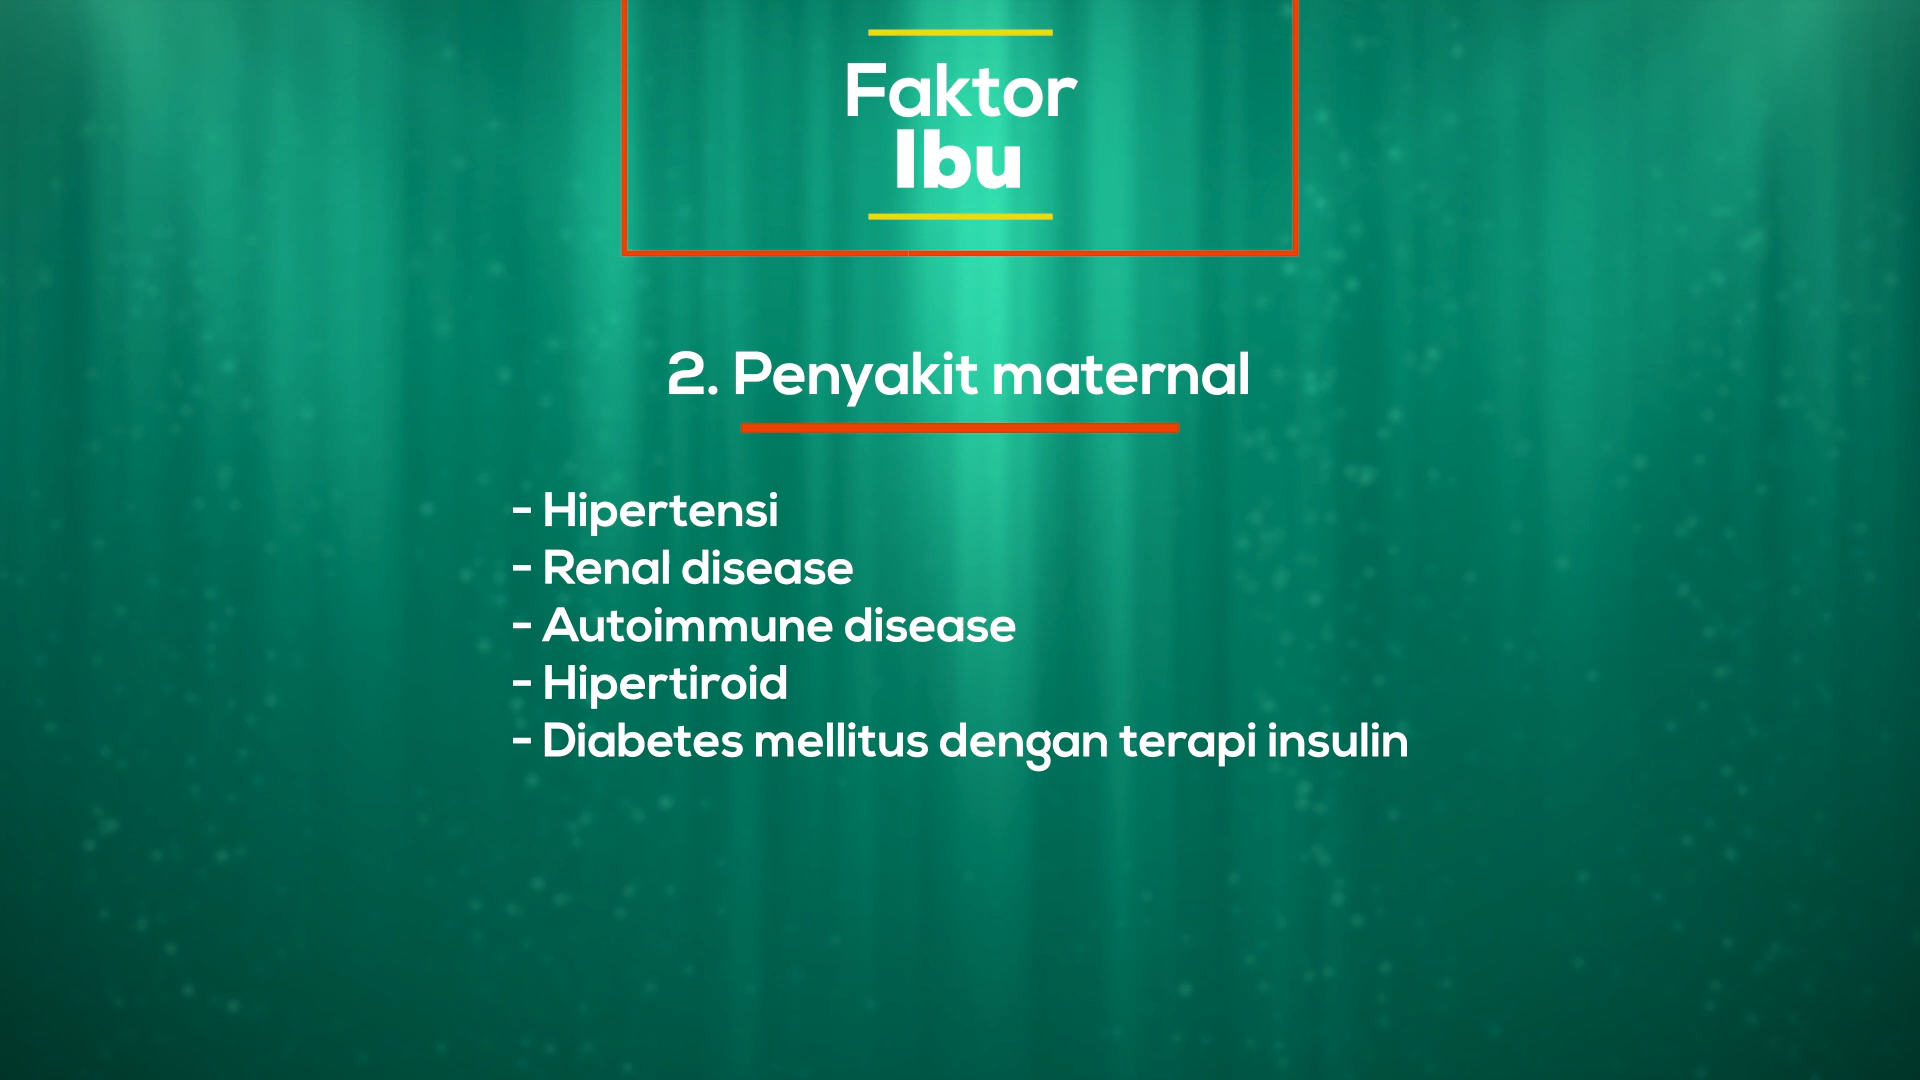 Faktor
Ibu
2. Penyakit maternal
- Hipertensi
- Renal disease
- Autoimmune disease
- Hipertiroid
- Diabetes mellitus dengan terapi insulin